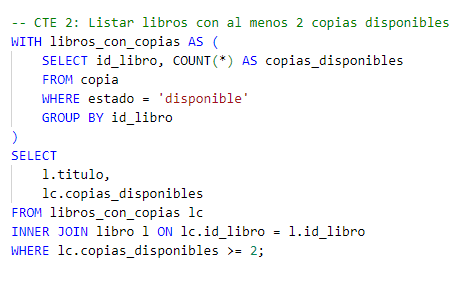 -- CTE 2: Listar libros con al menos 2 copias disponibles
WITH libros_con_copias AS (
    SELECT id_libro, COUNT(*) AS copias_disponibles
    FROM copia
    WHERE estado = 'disponible'
    GROUP BY id_libro
)
SELECT
    l.titulo,
    lc.copias_disponibles
FROM libros_con_copias lc
INNER JOIN libro l ON lc.id_libro = l.id_libro
WHERE lc.copias_disponibles >= 2;